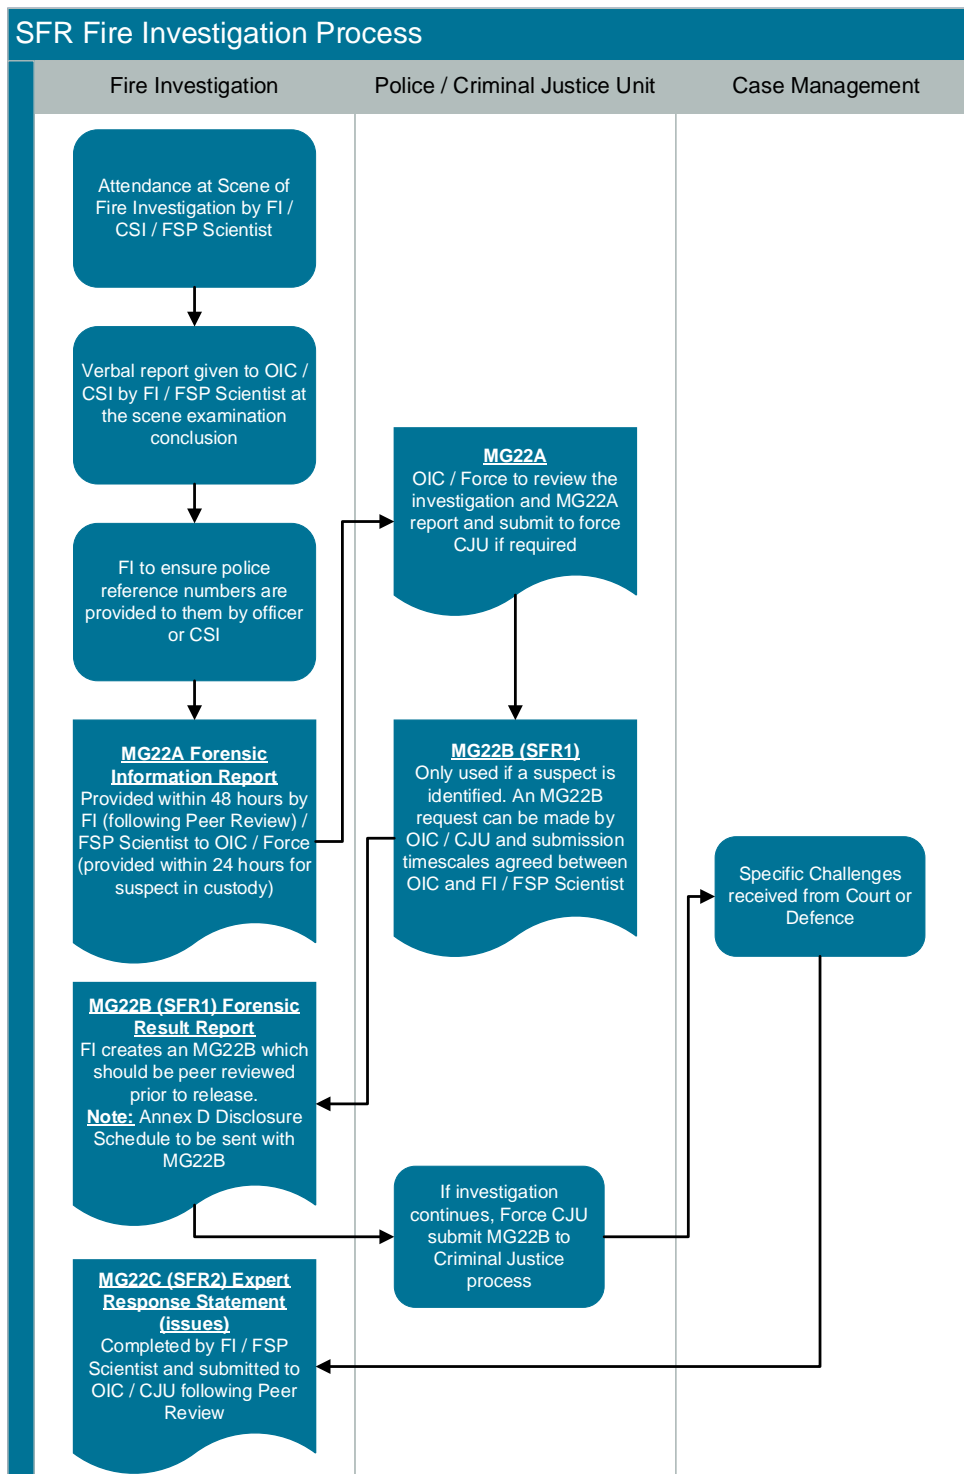 SFR Fire Investigation Process
Fire Investigation
Police / Criminal Justice Unit
Case Management
Attendance at Scene of
Fire Investigation by FI /
CSI / FSP Scientist
Verbal report given to OIC /
CSI by FI / FSP Scientist at
the scene examination
conclusion
FI to ensure police
reference numbers are
provided to them by officer
or CSI
MG22A Forensic
Information Report
Provided within 48 hours by
FI (following Peer Review) /
FSP Scientist to OIC / Force
(provided within 24 hours for
suspect in custody)
MG22A
OIC / Force to review the
investigation and MG22A
report and submit to force
CJU if required
MG22B (SFR1)
Only used if a suspect is
identified. An MG22B
request can be made by
OIC / CJU and submission
timescales agreed between
OIC and FI / FSP Scientist
MG22B (SFR1) Forensic
Result Report
FI creates an MG22B which
should be peer reviewed
prior to release.
Note: Annex D Disclosure
Schedule to be sent with
MG22B
If investigation
continues, Force CJU
submit MG22B to
Criminal Justice
process
Specific Challenges
received from Court or
Defence
MG22C (SFR2) Expert
Response Statement
(issues)
Completed by FI / FSP
Scientist and submitted to
OIC / CJU following Peer
Review